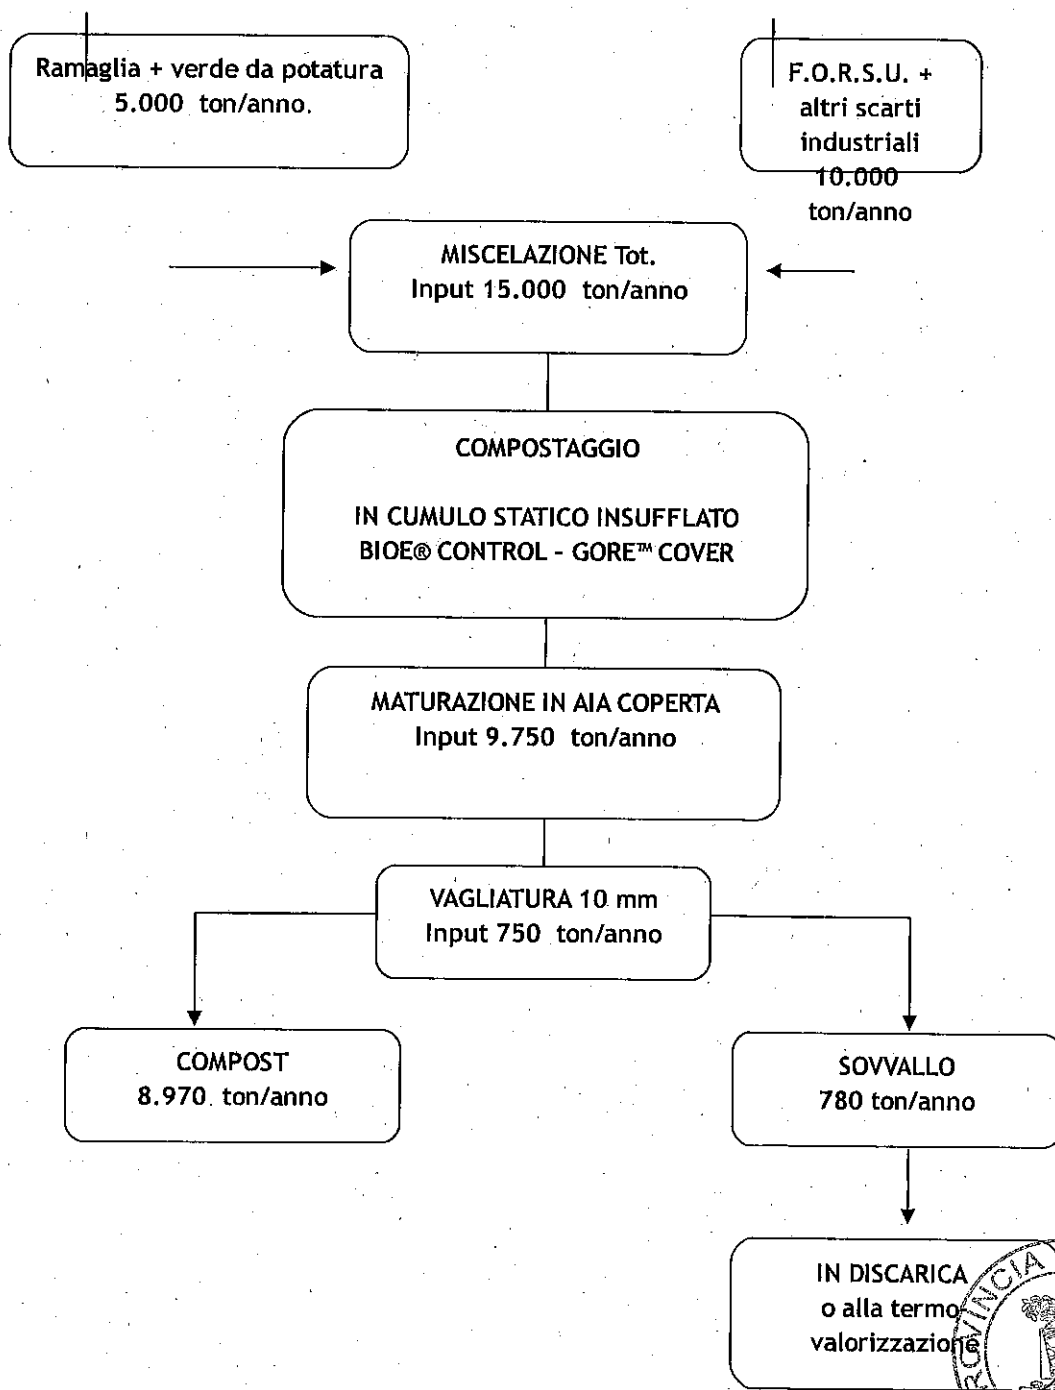 Ramaglia + verde da potatura
5.000 ton/anno.
F.O.R.S.U. +
altri scarti
industriali
10.000
ton/anno
MISCELAZIONE Tot.
Input 15.000 ton/anno
COMPOSTAGGIO
IN CUMULO STATICO INSUFFLATO
BIOE® CONTROL - GORE™ COVER
MATURAZIONE IN AIA COPERTA
Input 9.750 ton/anno
VAGLIATURA 10 mm
Input 750 ton/anno
COMPOST
8.970. ton/anno
SOVVALLO
780 ton/anno
IN DISCARICA
o alla termo-
valorizzazione
PROVINCIA